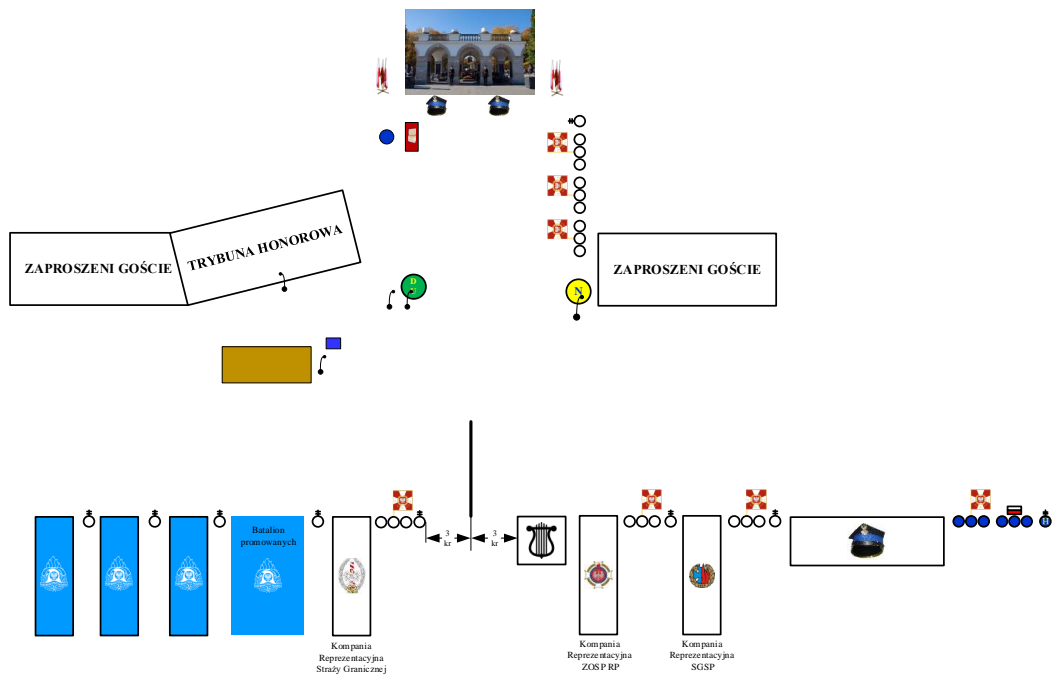 TRYBUNA HONOROWA
ZAPROSZENI GOŚCIE
ZAPROSZENI GOŚCIE
D
N
Batalion
promowanych
3
kr
3
kr
H
Kompania
Reprezentacyjna
Straży Granicznej
Kompania
Reprezentacyjna
ZOSP RP
Kompania
Reprezentacyjna
SGSP